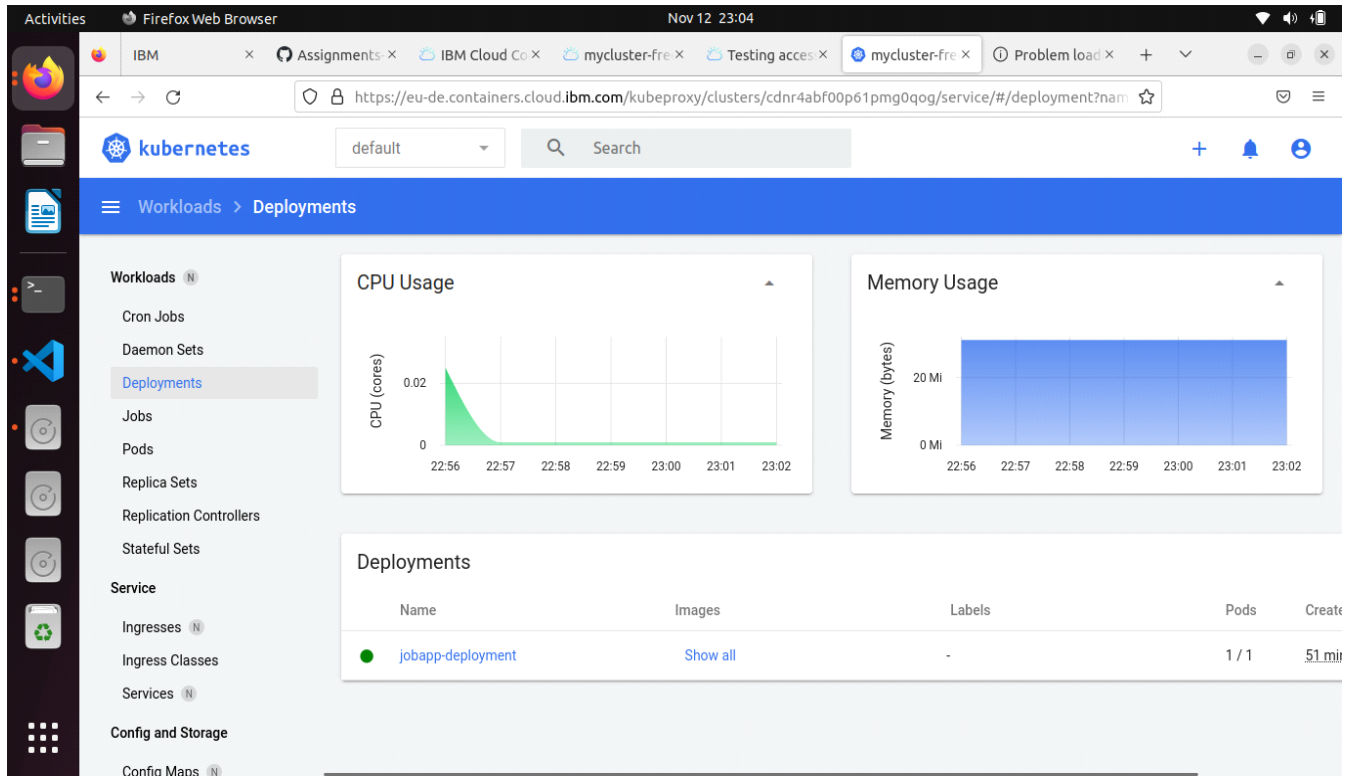 Activities Firefox Web Browser Nov 12 23:04
IBM × Assignments- × IBM Cloud Co × mycluster-fre × Testing acces × mycluster-fre × Problem load × + 
https://eu-de.containers.cloud.ibm.com/kubeproxy/clusters/cdnr4abf00p61pmg0qog/service/#/deployment?nam
kubernetes default Search
Workloads > Deployments
Workloads N
Cron Jobs
Daemon Sets
Deployments
Jobs
Pods
Replica Sets
Replication Controllers
Stateful Sets
Service
Ingresses N
Ingress Classes
Services N
Config and Storage
Config Maps N
CPU Usage
CPU (cores)
0.02
0
22:56 22:57 22:58 22:59 23:00 23:01 23:02
Memory Usage
Memory (bytes)
20 Mi
0 Mi
22:56 22:57 22:58 22:59 23:00 23:01 23:02
Deployments
Name Images Labels Pods Create
jobapp-deployment Show all - 1 / 1 51 mi